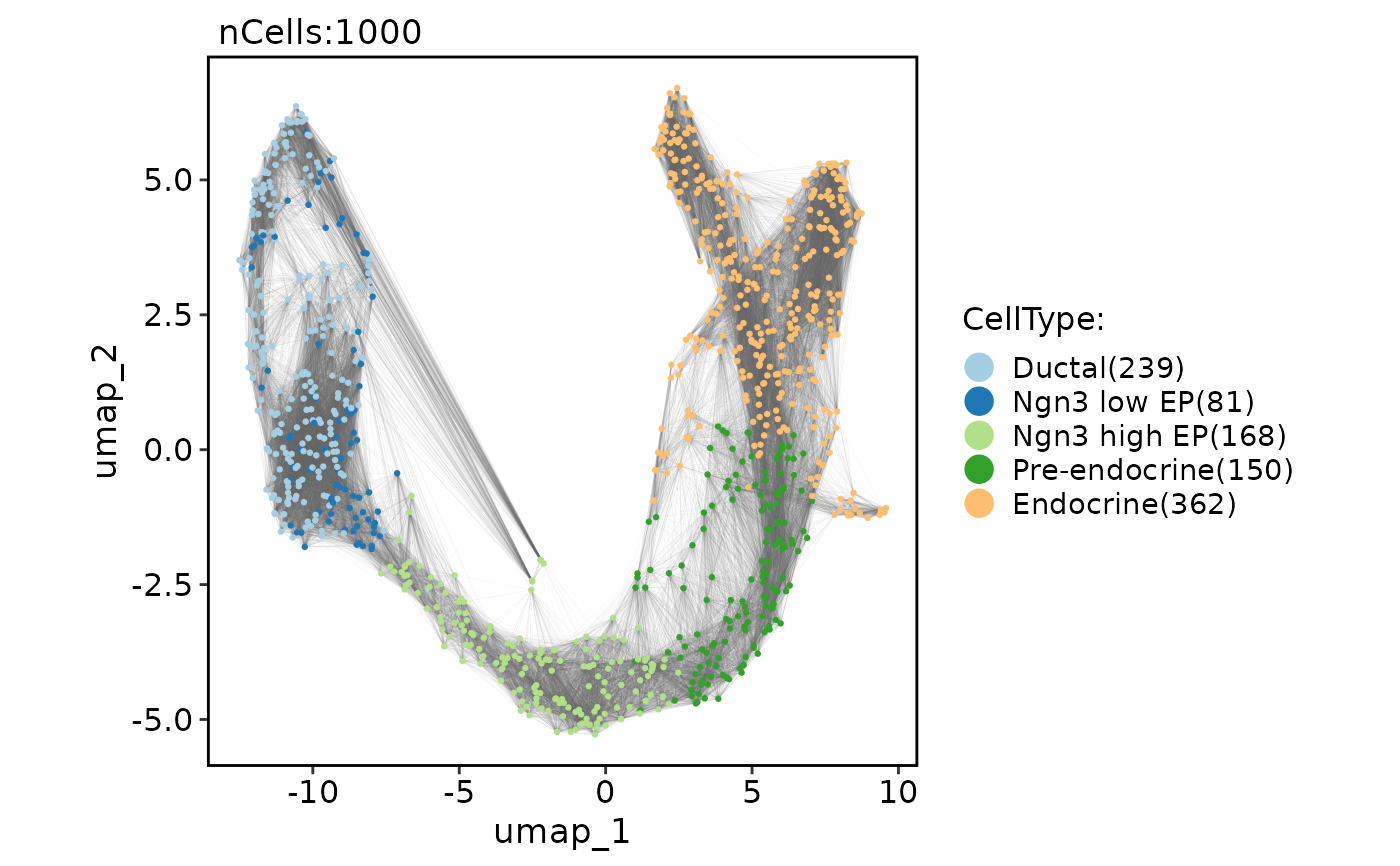 nCells:1000
5.0
2.5
0.0
-2.5
-5.0
umap_2
-10
-5
0
5
10
umap_1
CellType:
Ductal(239)
Ngn3 low EP(81)
Ngn3 high EP(168)
Pre-endocrine(150)
Endocrine(362)